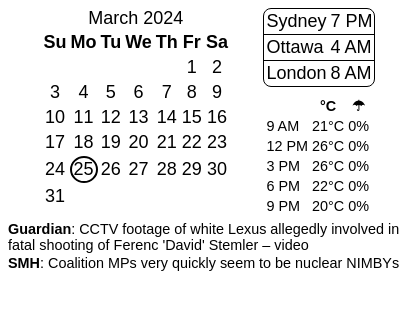 March 2024
Su Mo Tu We Th Fr Sa
1 2
3 4 5 6 7 8 9
10 11 12 13 14 15 16
17 18 19 20 21 22 23
24 25 26 27 28 29 30
31
Sydney 7 PM
Ottawa 4 AM
London 8 AM
°C ☂
9 AM 21°C 0%
12 PM 26°C 0%
3 PM 26°C 0%
6 PM 22°C 0%
9 PM 20°C 0%
Guardian: CCTV footage of white Lexus allegedly involved in
fatal shooting of Ferenc 'David' Stemler – video
SMH: Coalition MPs very quickly seem to be nuclear NIMBYs